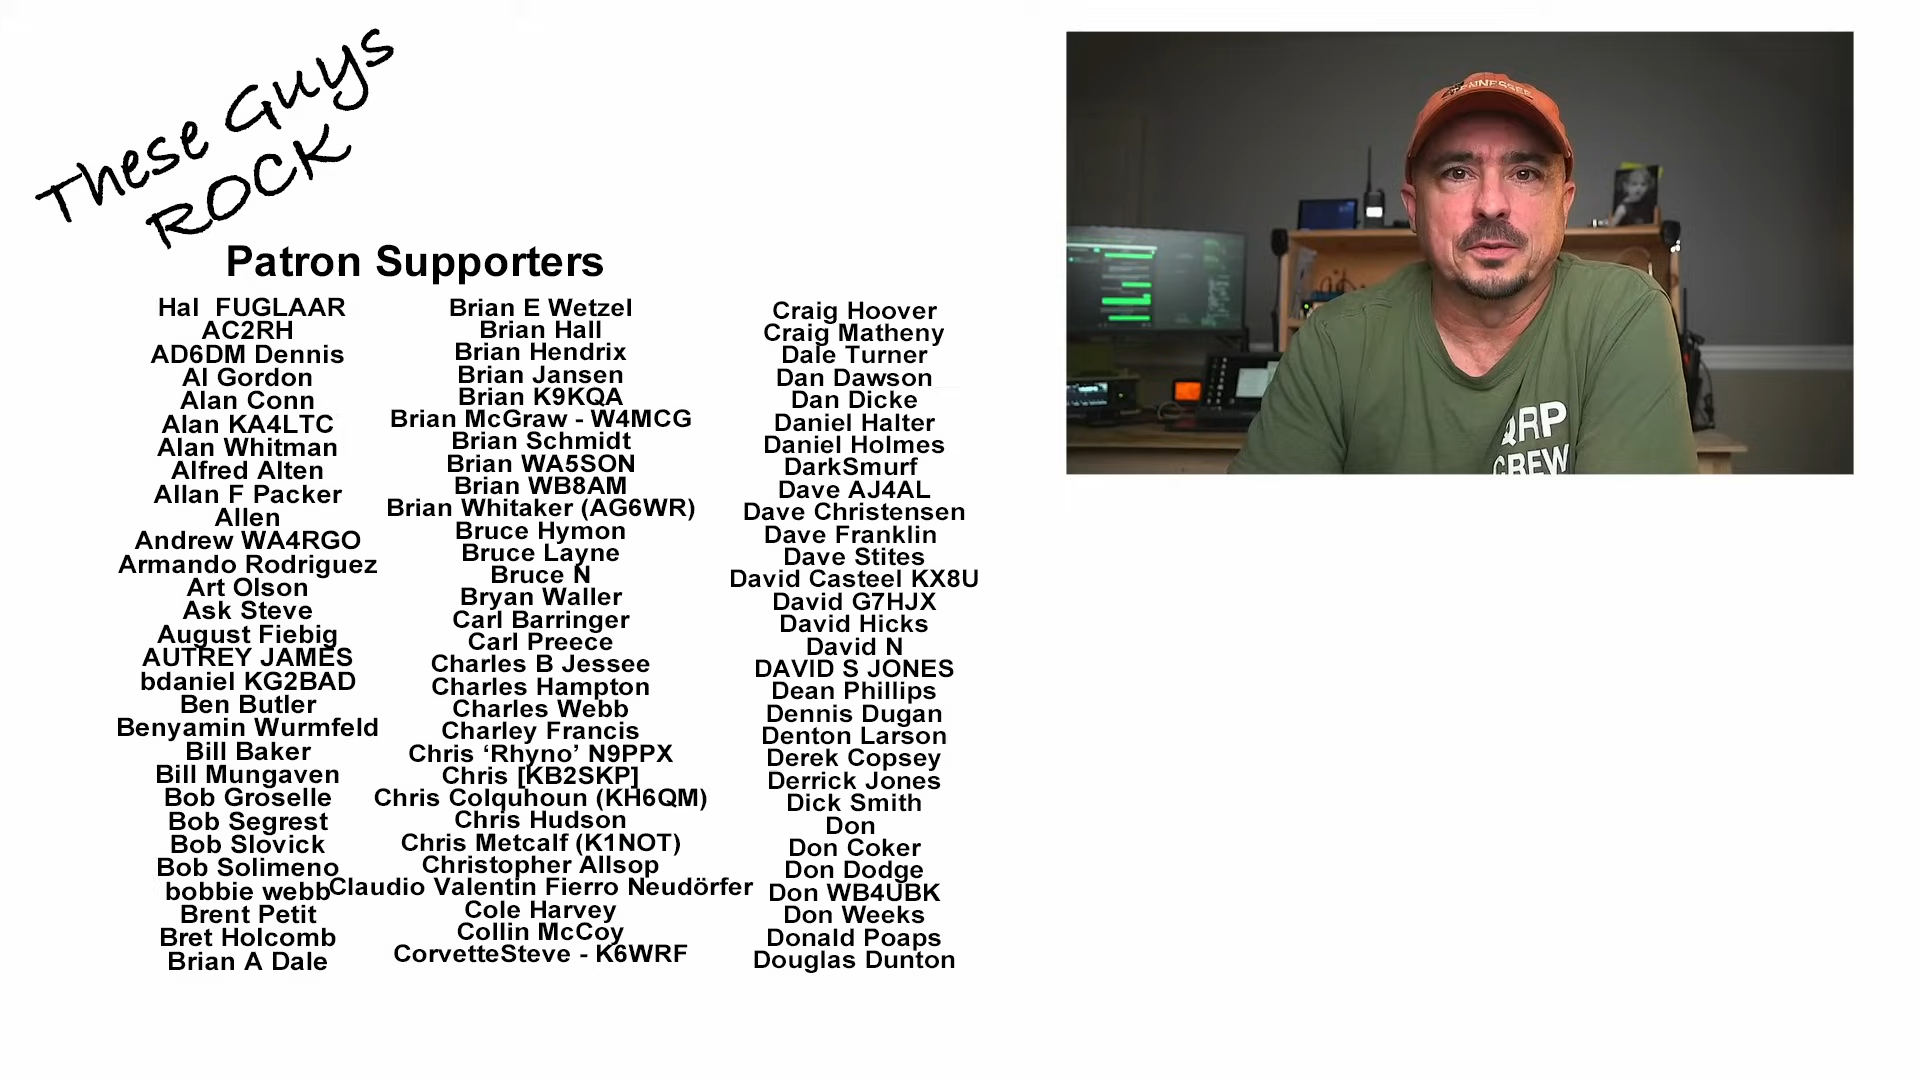 These Guys
ROCK
Patron Supporters
Hal  FUGLAAR
AC2RH
AD6DM Dennis
Al Gordon
Alan Conn
Alan KA4LTC
Alan Whitman
Alfred Alten
Allan F Packer
Allen
Andrew WA4RGO
Armando Rodriguez
Art Olson
Ask Steve
August Fiebig
AUTREY JAMES
bdaniel KG2BAD
Ben Butler
Benyamin Wurmfeld
Bill Baker
Bill Mungaven
Bob Groselle
Bob Segrest
Bob Slovick
Bob Solimeno
bobbie webb
Brent Petit
Bret Holcomb
Brian A Dale
Brian E Wetzel
Brian Hall
Brian Hendrix
Brian Jansen
Brian K9KQA
Brian McGraw - W4MCG
Brian Schmidt
Brian WA5SON
Brian WB8AM
Brian Whitaker (AG6WR)
Bruce Hymon
Bruce Layne
Bruce N
Bryan Waller
Carl Barringer
Carl Preece
Charles B Jessee
Charles Hampton
Charles Webb
Charley Francis
Chris ‘Rhyno’ N9PPX
Chris [KB2SKP]
Chris Colquhoun (KH6QM)
Chris Hudson
Chris Metcalf (K1NOT)
Christopher Allsop
Claudio Valentin Fierro Neudörfer
Cole Harvey
Collin McCoy
CorvetteSteve - K6WRF
Craig Hoover
Craig Matheny
Dale Turner
Dan Dawson
Dan Dicke
Daniel Halter
Daniel Holmes
DarkSmurf
Dave AJ4AL
Dave Christensen
Dave Franklin
Dave Stites
David Casteel KX8U
David G7HJX
David Hicks
David N
DAVID S JONES
Dean Phillips
Dennis Dugan
Denton Larson
Derek Copsey
Derrick Jones
Dick Smith
Don
Don Coker
Don Dodge
Don WB4UBK
Don Weeks
Donald Poaps
Douglas Dunton
TENNESSEE
QRP
CREW